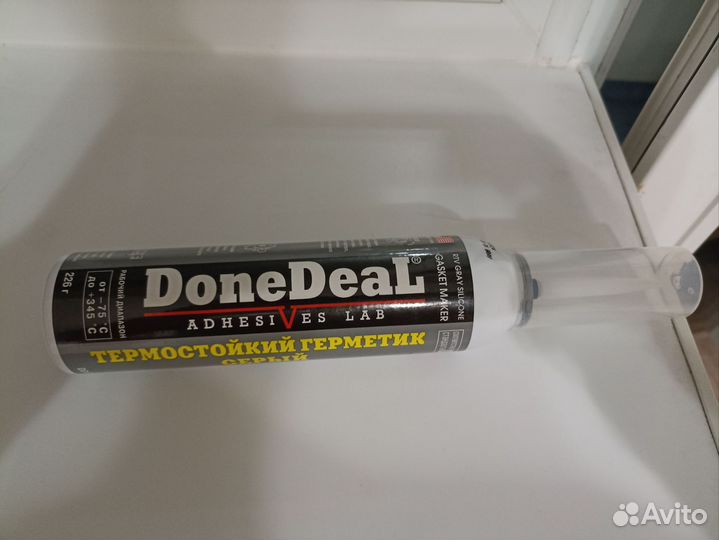 DoneDeaL®
ADHESIVES LAB
ТЕРМОСТОЙКИЙ ГЕРМЕТИК
СЕРЫЙ
РАБОЧИЙ ДИАПАЗОН
от -75 °C
до +345 °C
226 г
RTV GRAY SILICONE
GASKET MAKER
Avito